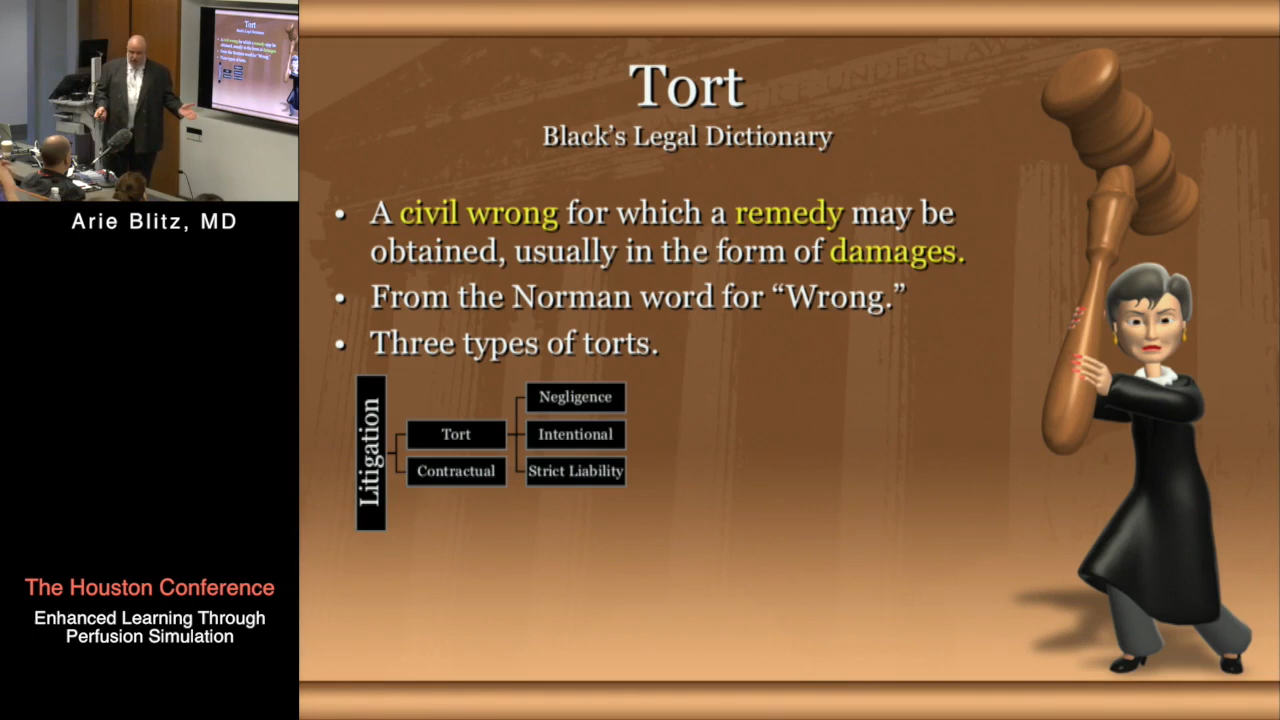 Tort
Black's Legal Dictionary
• A civil wrong for which a remedy may be
obtained, usually in the form of damages.
• From the Norman word for “Wrong.”
• Three types of torts.
Litigation
Tort
Contractual
Negligence
Intentional
Strict Liability
Arie Blitz, MD
The Houston Conference
Enhanced Learning Through
Perfusion Simulation